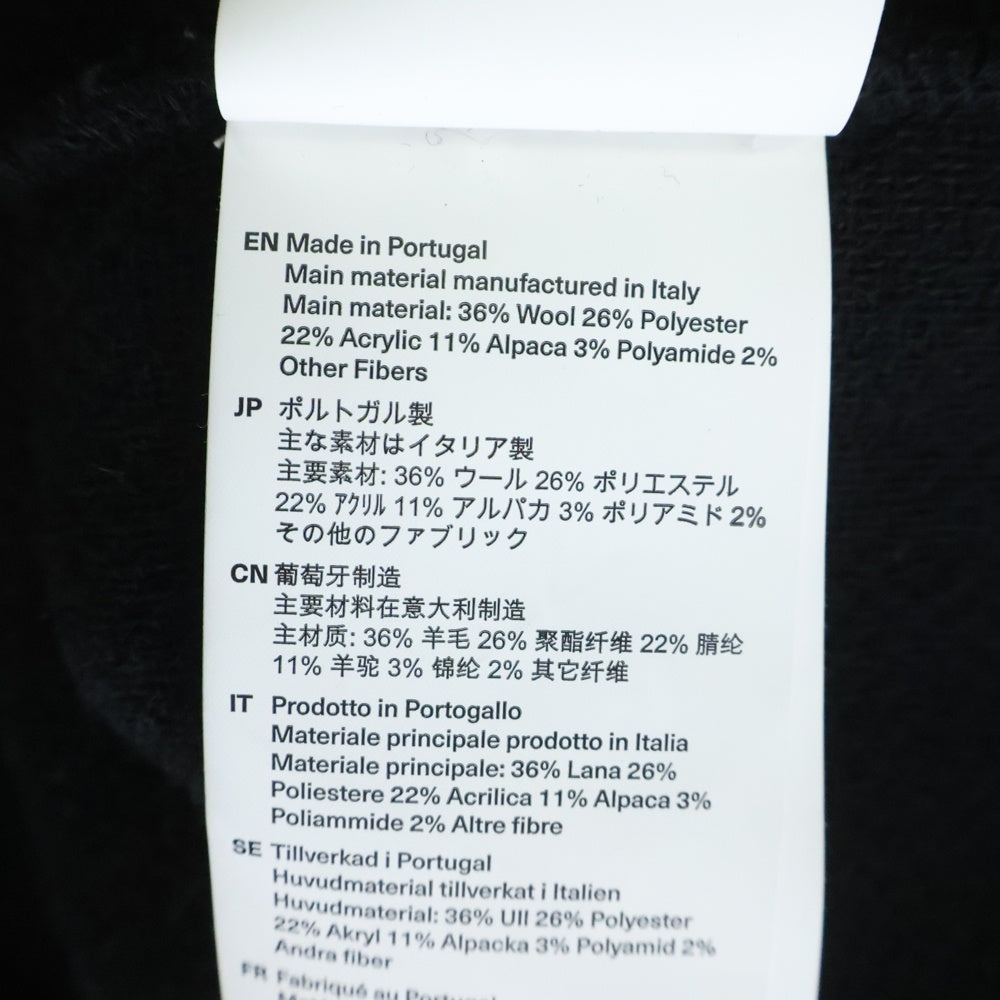 EN Made in Portugal
Main material manufactured in Italy
Main material: 36% Wool 26% Polyester
22% Acrylic 11% Alpaca 3% Polyamide 2%
Other Fibers
JP ポルトガル製
主な素材はイタリア製
主要素材: 36% ウール 26% ポリエステル
22% ｱｸﾘﾙ 11% アルパカ 3% ポリアミド 2%
その他のファブリック
CN 葡萄牙制造
主要材料在意大利制造
主材质: 36% 羊毛 26% 聚酯纤维 22% 腈纶
11% 羊驼 3% 锦纶 2% 其它纤维
IT Prodotto in Portogallo
Materiale principale prodotto in Italia
Materiale principale: 36% Lana 26%
Poliestere 22% Acrilica 11% Alpaca 3%
Poliammide 2% Altre fibre
SE Tillverkad i Portugal
Huvudmaterial tillverkat i Italien
Huvudmaterial: 36% Ull 26% Polyester
22% Akryl 11% Alpacka 3% Polyamid 2%
Andra fiber
FR Fabriqué au Portugal